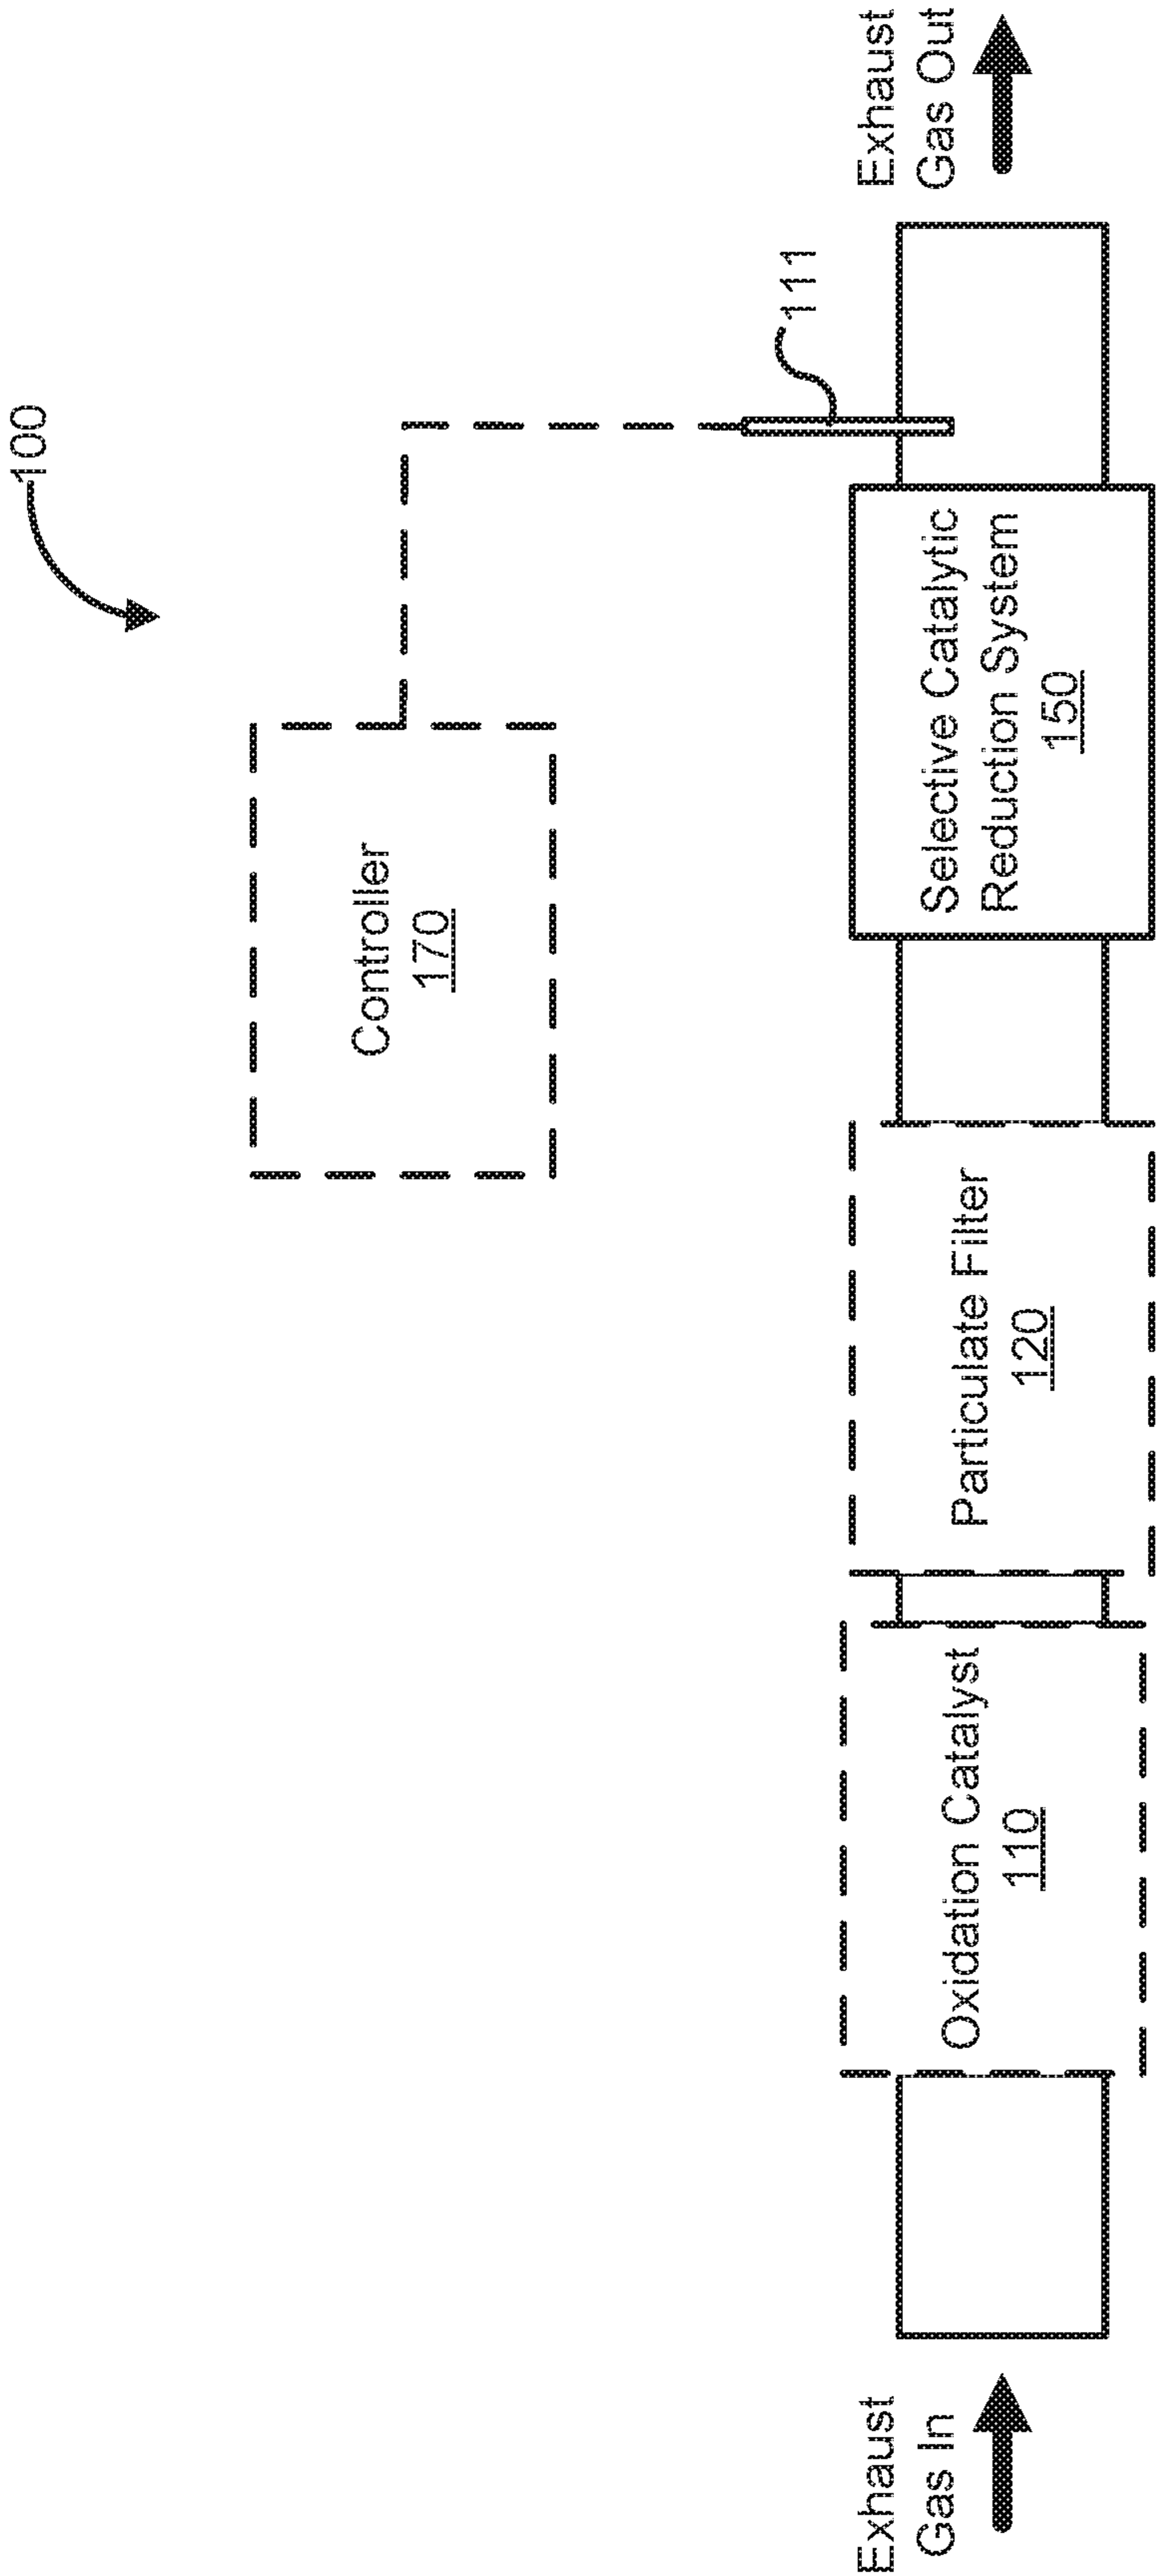 100
Controller
170
111
Exhaust
Gas In
Oxidation Catalyst
110
Particulate Filter
120
Selective Catalytic
Reduction System
150
Exhaust
Gas Out